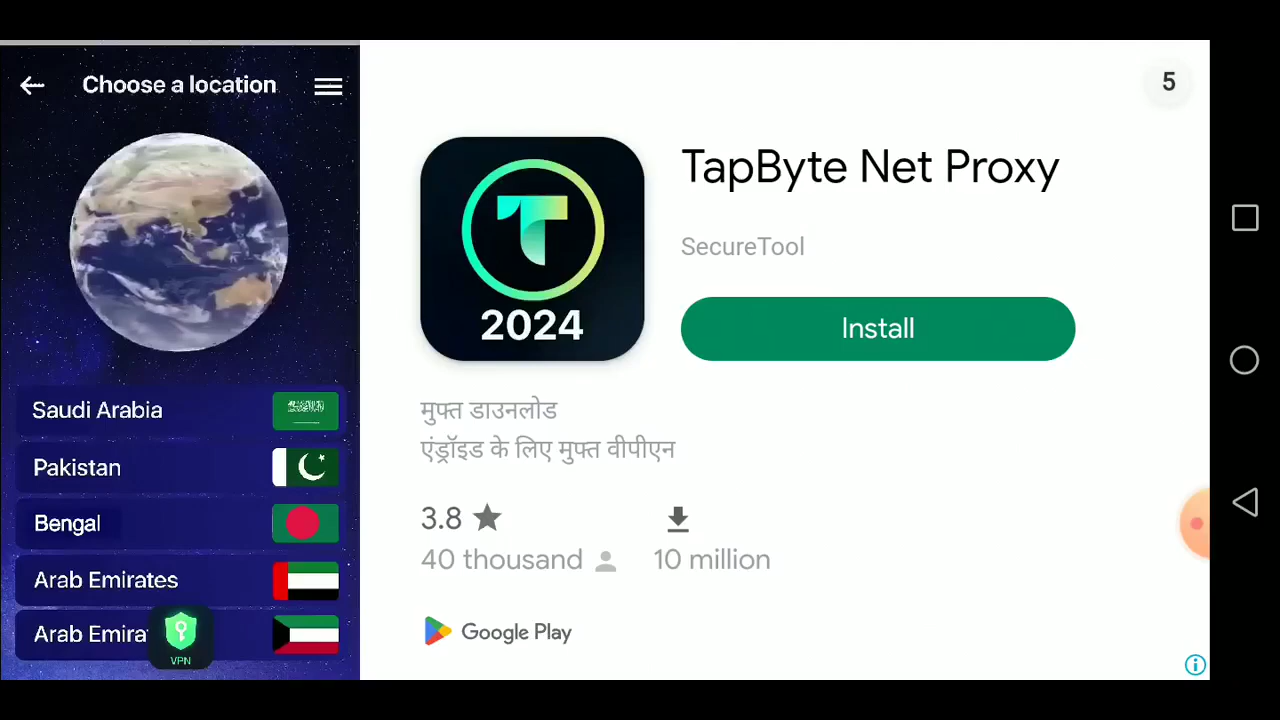 Choose a location
Saudi Arabia
Pakistan
Bengal
Arab Emirates
Arab Emira
VPN
5
T
2024
TapByte Net Proxy
SecureTool
Install
मुफ्त डाउनलोड
एंड्रॉइड के लिए मुफ्त वीपीएन
3.8
40 thousand
10 million
Google Play